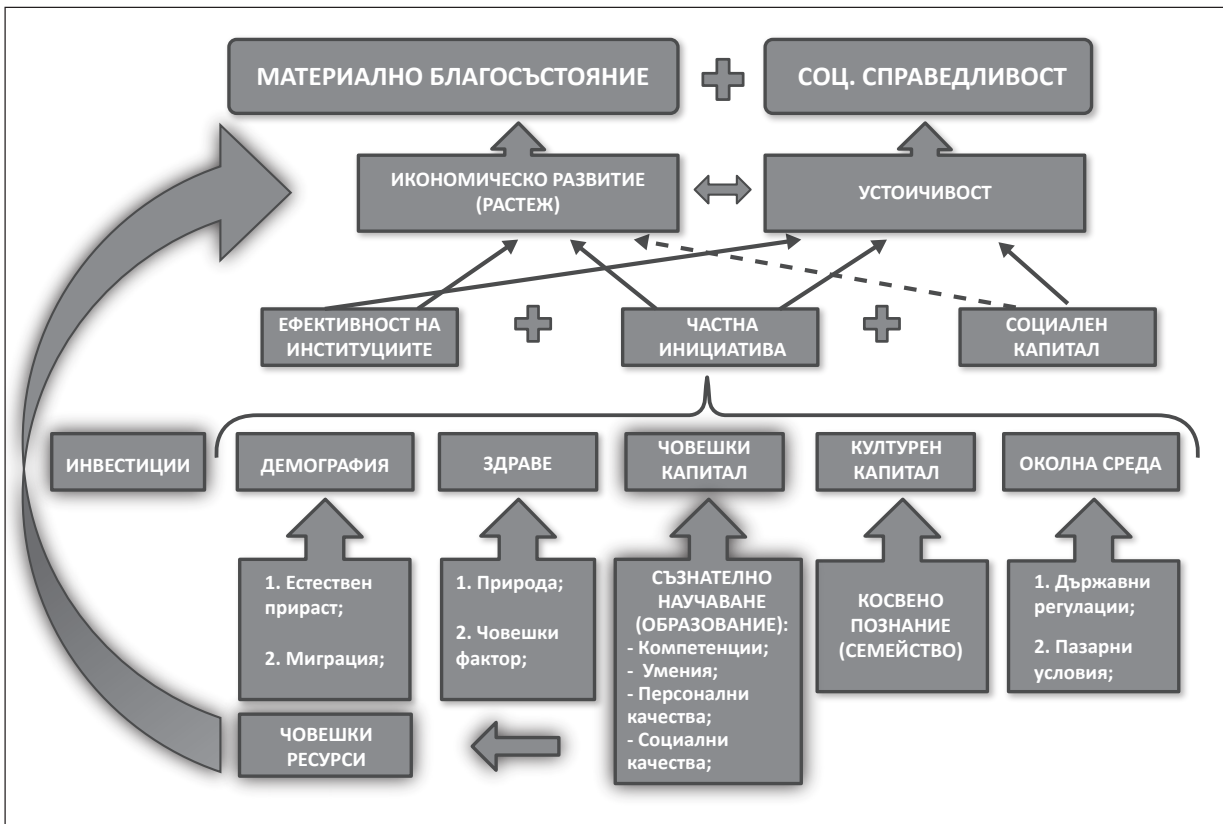 МАТЕРИАЛНО БЛАГОСЪСТОЯНИЕ
СОЦ. СПРАВЕДЛИВОСТ
ИКОНОМИЧЕСКО РАЗВИТИЕ
(РАСТЕЖ)
УСТОИЧИВОСТ
ЕФЕКТИВНОСТ НА
ИНСТИТУЦИИТЕ
ЧАСТНА
ИНИЦИАТИВА
СОЦИАЛЕН
КАПИТАЛ
ИНВЕСТИЦИИ
ДЕМОГРАФИЯ
ЗДРАВЕ
ЧОВЕШКИ
КАПИТАЛ
КУЛТУРЕН
КАПИТАЛ
ОКОЛНА СРЕДА
1. Естествен
прираст;
2. Миграция;
1. Природа;
2. Човешки
фактор;
СЪЗНАТЕЛНО
НАУЧАВАНЕ
(ОБРАЗОВАНИЕ):
- Компетенции;
- Умения;
- Персонални
качества;
- Социални
качества;
КОСВЕНО
ПОЗНАНИЕ
(СЕМЕЙСТВО)
1. Държавни
регулации;
2. Пазарни
условия;
ЧОВЕШКИ
РЕСУРСИ